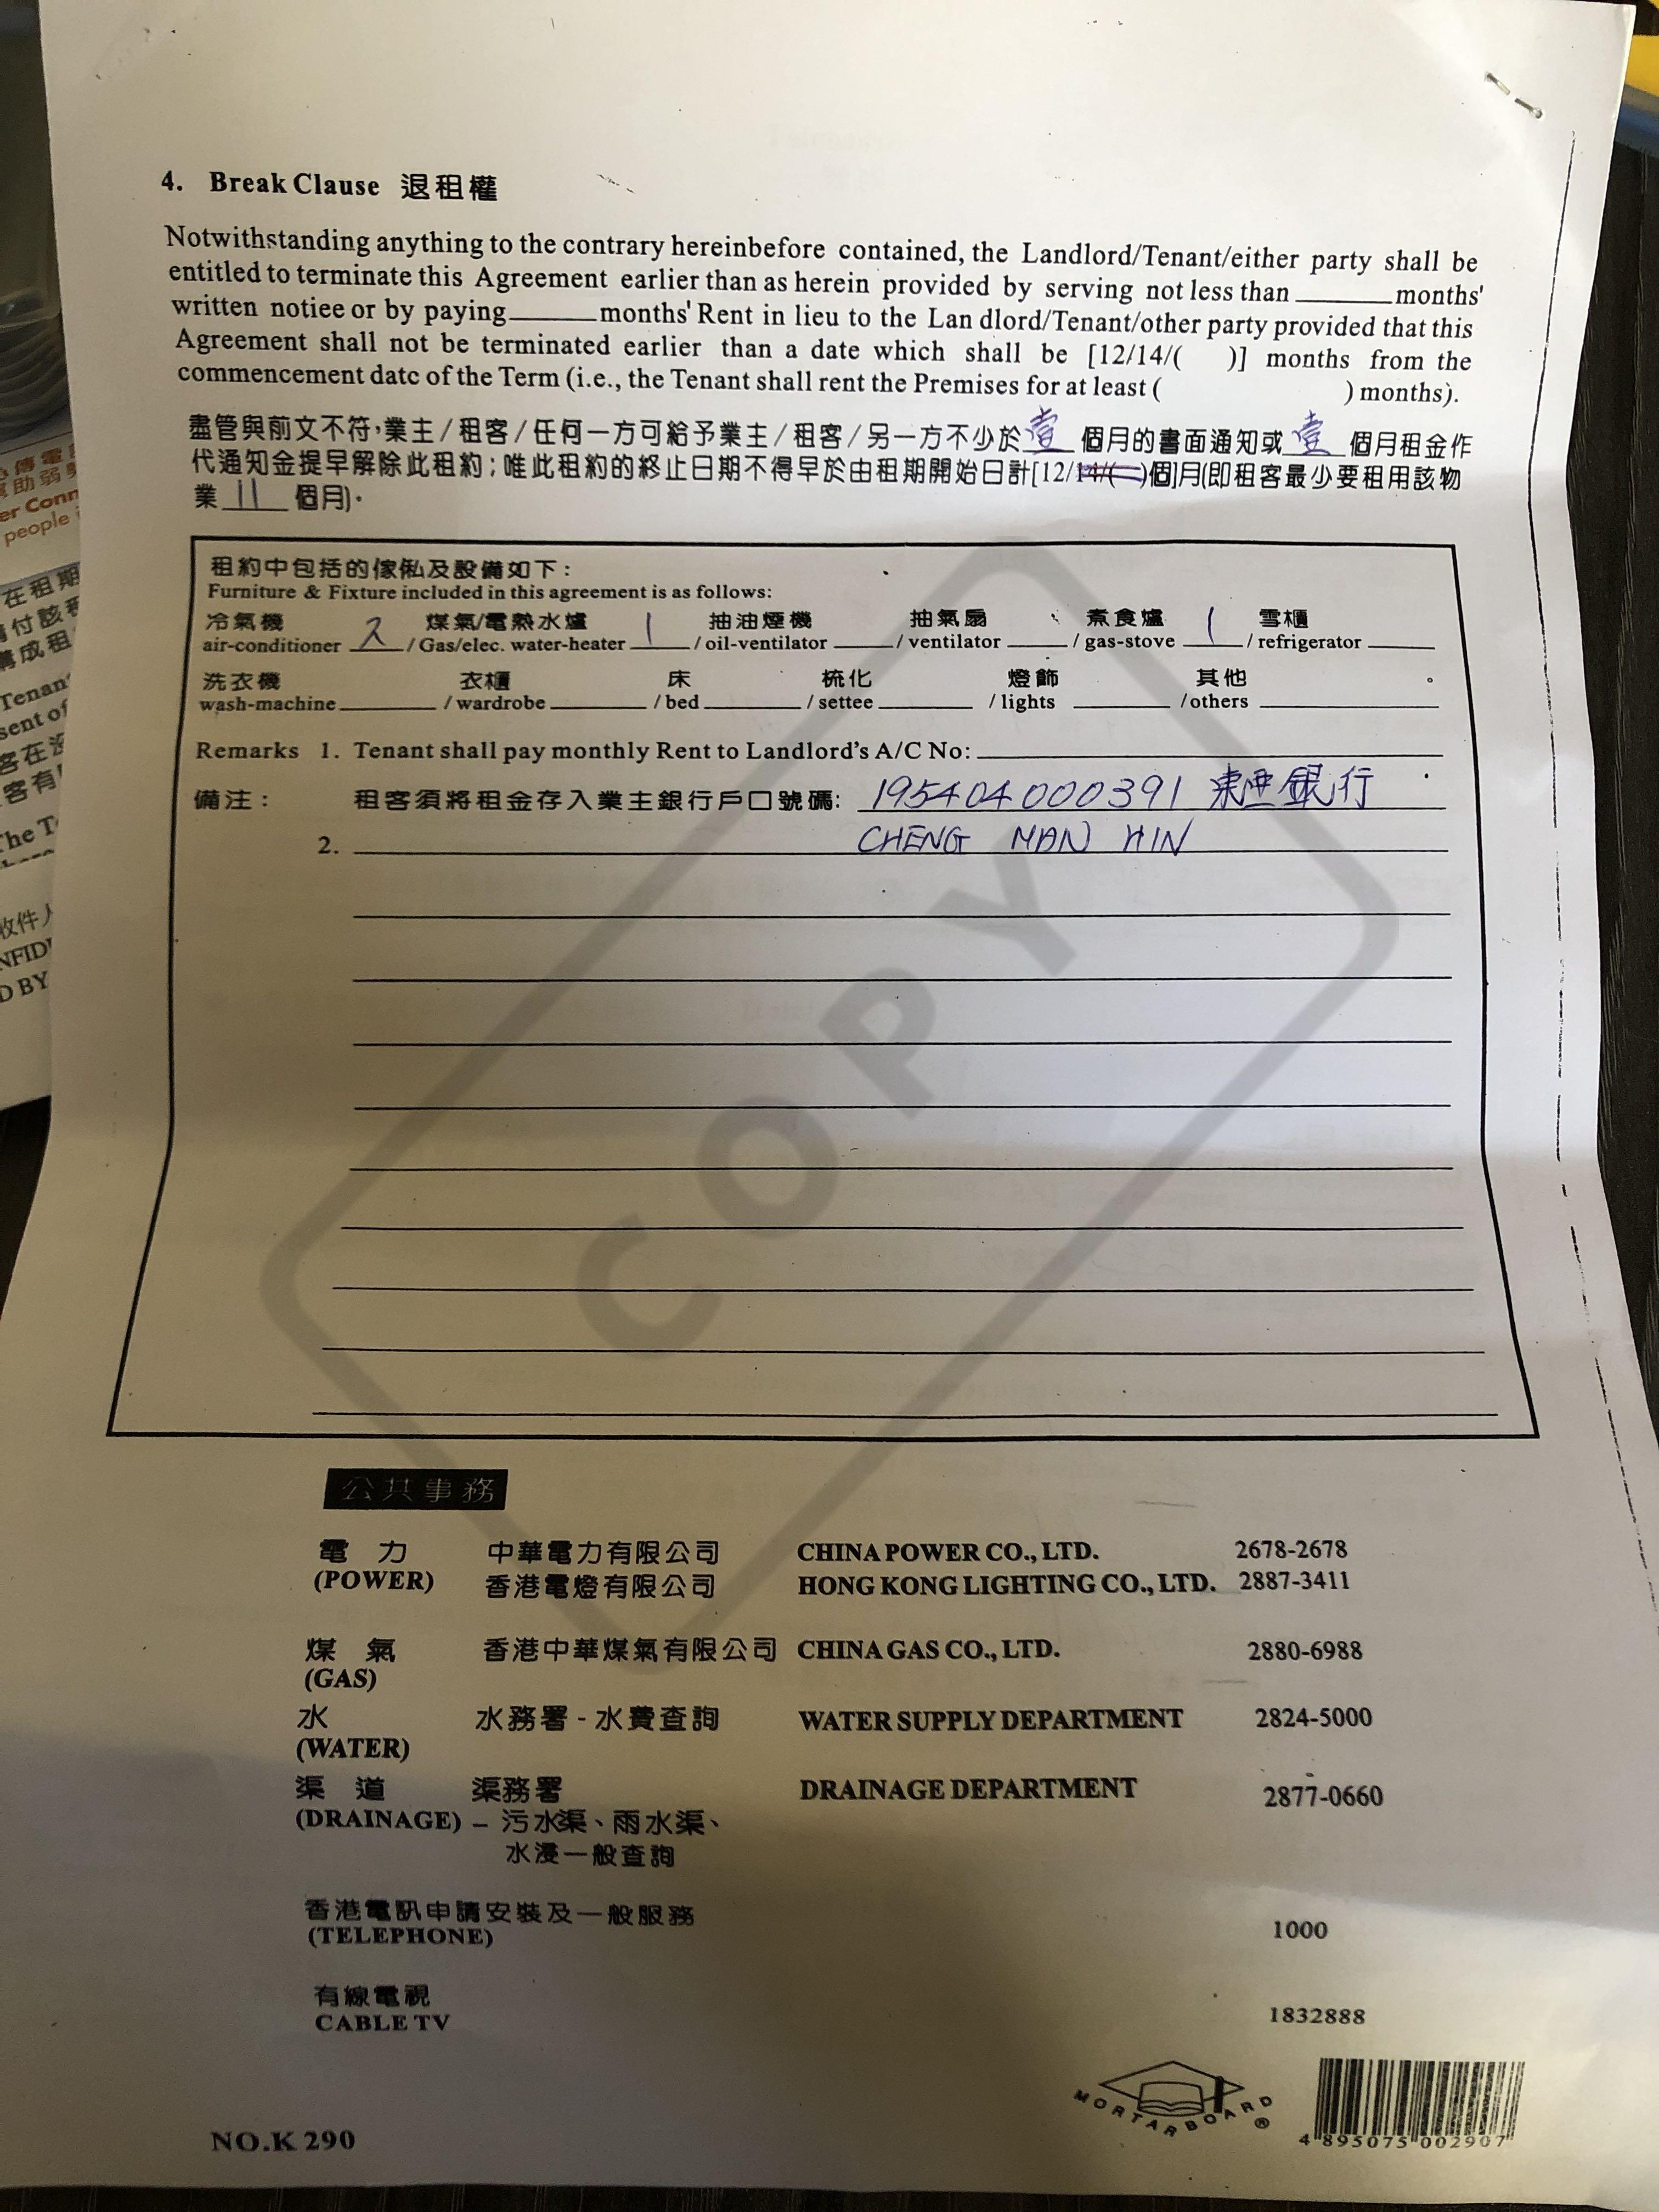 4. Break Clause 退租權
Notwithstanding anything to the contrary hereinbefore contained, the Landlord/Tenant/either party shall be
entitled to terminate this Agreement earlier than as herein provided by serving not less than ______ months'
written notiee or by paying ______ months' Rent in lieu to the Lan dlord/Tenant/other party provided that this
Agreement shall not be terminated earlier than a date which shall be [12/14/( )] months from the
commencement datc of the Term (i.e., the Tenant shall rent the Premises for at least ( ) months).
盡管與前文不符,業主/租客/任何一方可給予業主/租客/另一方不少於 壹 個月的書面通知或 壹 個月租金作
代通知金提早解除此租約;唯此租約的終止日期不得早於由租期開始日計[12/14/( )個]月(即租客最少要租用該物
業 11 個月)。
租約中包括的傢俬及設備如下:
Furniture & Fixture included in this agreement is as follows:
冷氣機 煤氣/電熱水爐 抽油煙機 抽氣扇 煮食爐 雪櫃
air-conditioner 2 / Gas/elec. water-heater 1 / oil-ventilator ____ / ventilator ____ / gas-stove 1 / refrigerator ____
洗衣機 衣櫃 床 梳化 燈飾 其他
wash-machine ____ / wardrobe ____ / bed ____ / settee ____ / lights ____ / others ____
Remarks 1. Tenant shall pay monthly Rent to Landlord's A/C No: ____
備注: 租客須將租金存入業主銀行戶口號碼: 195404000391 東亜銀行
2. CHENG MAN HIN
COPY
公共事務
電力 中華電力有限公司 CHINA POWER CO., LTD. 2678-2678
(POWER) 香港電燈有限公司 HONG KONG LIGHTING CO., LTD. 2887-3411
煤氣 香港中華煤氣有限公司 CHINA GAS CO., LTD. 2880-6988
(GAS)
水 水務署-水費查詢 WATER SUPPLY DEPARTMENT 2824-5000
(WATER)
渠道 渠務署 DRAINAGE DEPARTMENT 2877-0660
(DRAINAGE) – 污水渠、雨水渠、
水浸一般查詢
香港電訊申請安裝及一般服務
(TELEPHONE) 1000
有線電視
CABLE TV 1832888
MORTARBOARD ®
4 895075 002907
NO.K 290